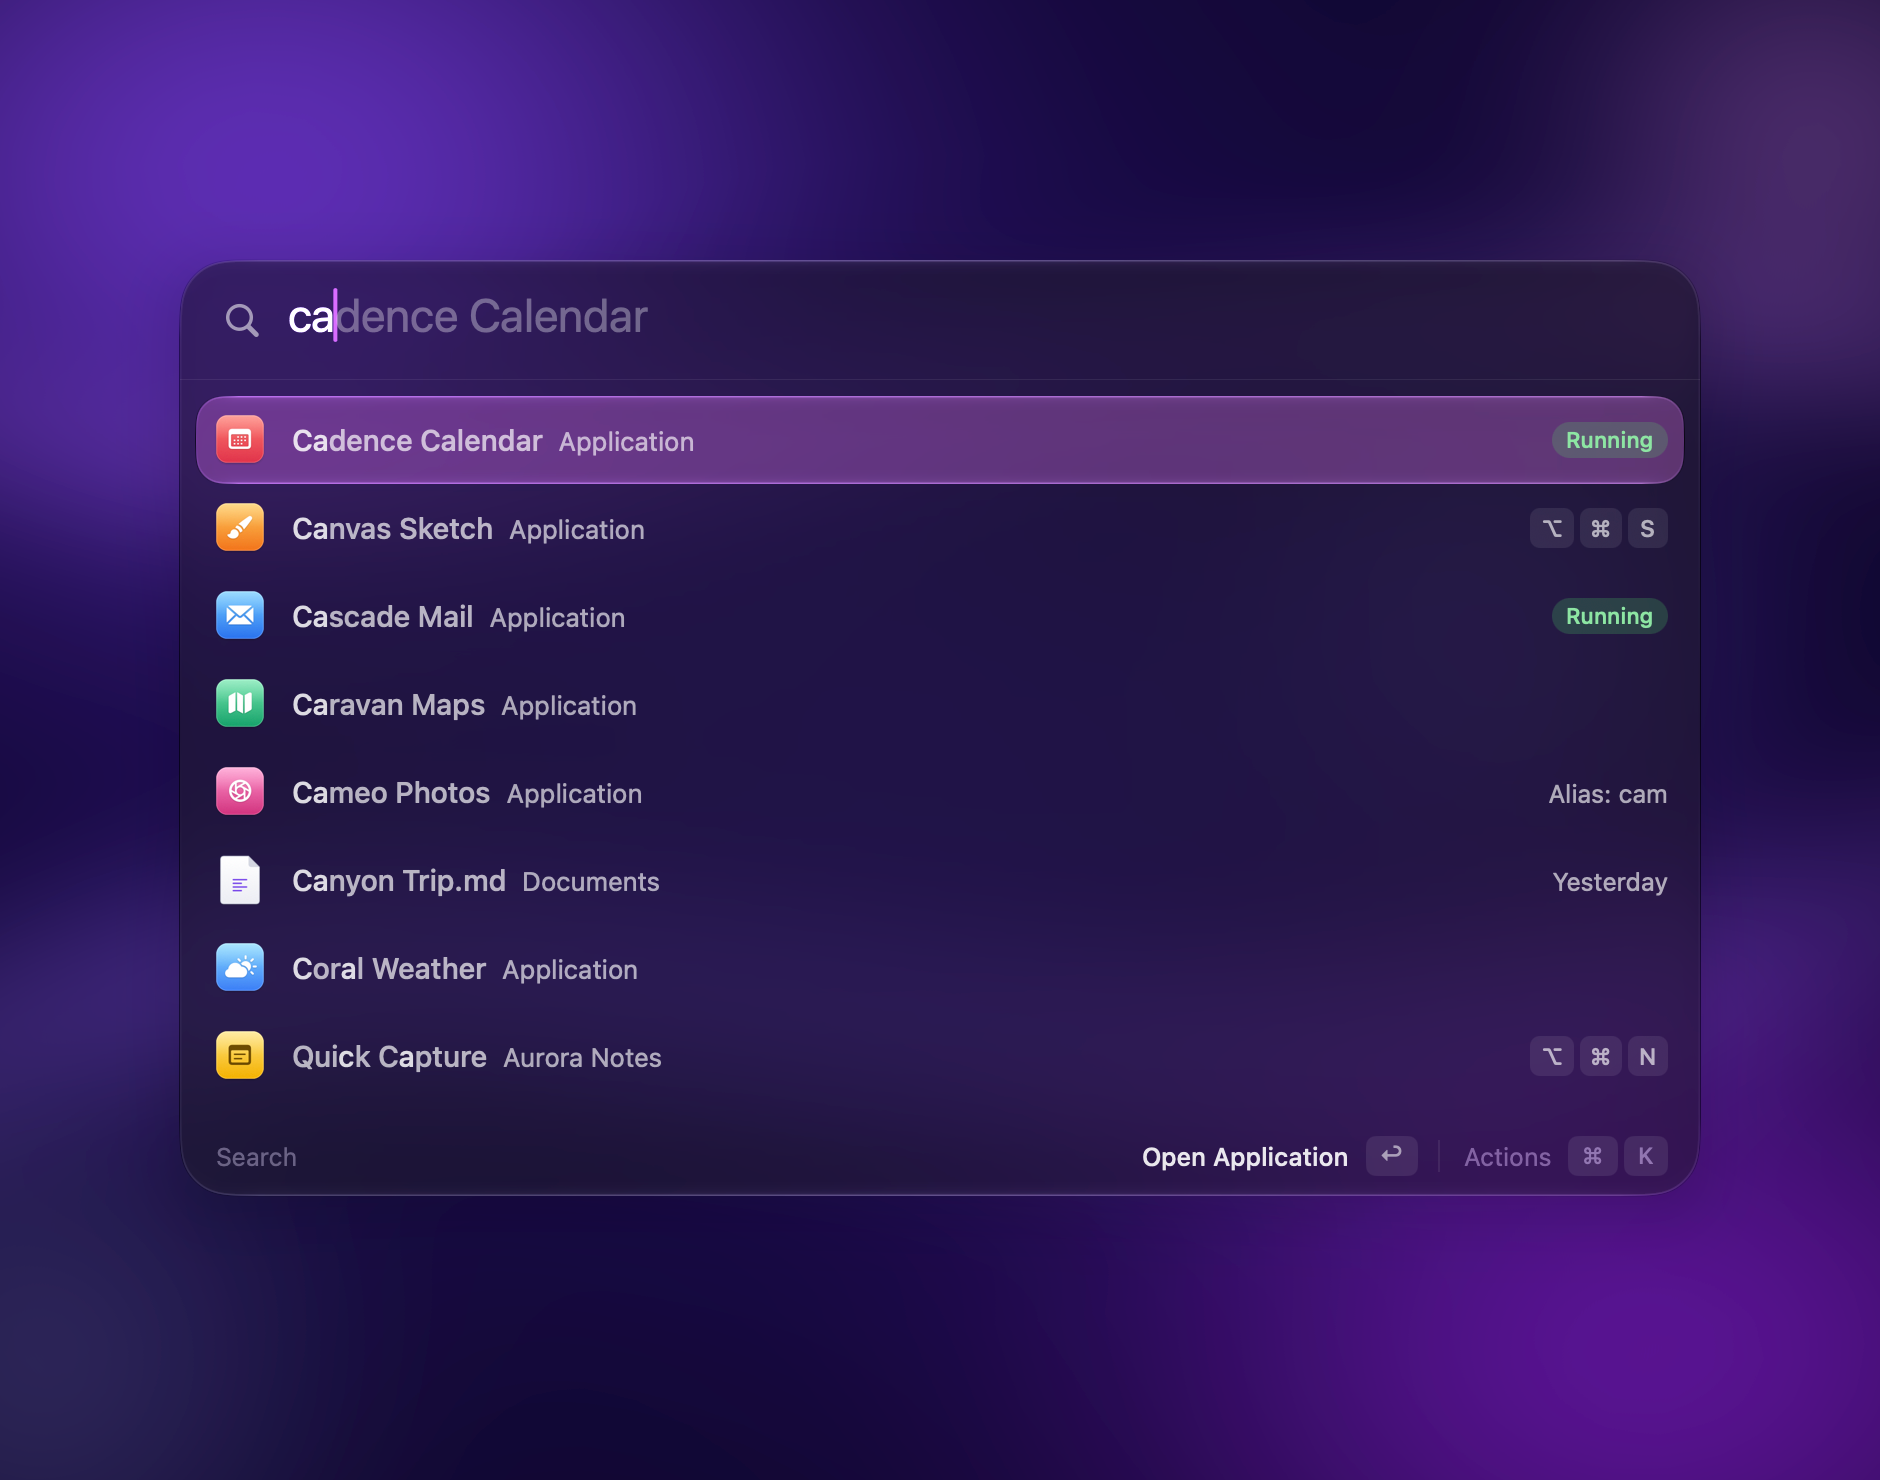 cadence Calendar
Cadence Calendar Application Running
Canvas Sketch Application ⌥ ⌘ S
Cascade Mail Application Running
Caravan Maps Application
Cameo Photos Application Alias: cam
Canyon Trip.md Documents Yesterday
Coral Weather Application
Quick Capture Aurora Notes ⌥ ⌘ N
Search Open Application ↩ Actions ⌘ K